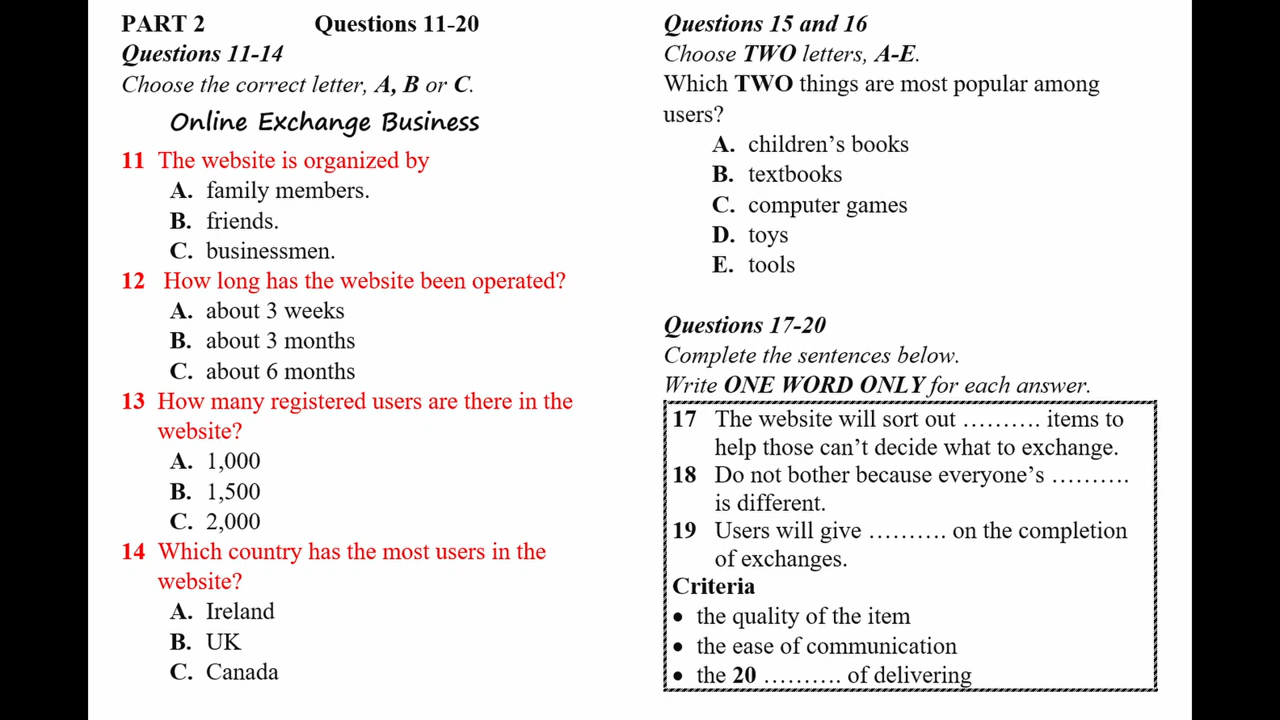 PART 2 Questions 11-20
Questions 11-14
Choose the correct letter, A, B or C.
Online Exchange Business
11 The website is organized by
A. family members.
B. friends.
C. businessmen.
12 How long has the website been operated?
A. about 3 weeks
B. about 3 months
C. about 6 months
13 How many registered users are there in the
website?
A. 1,000
B. 1,500
C. 2,000
14 Which country has the most users in the
website?
A. Ireland
B. UK
C. Canada
Questions 15 and 16
Choose TWO letters, A-E.
Which TWO things are most popular among
users?
A. children’s books
B. textbooks
C. computer games
D. toys
E. tools
Questions 17-20
Complete the sentences below.
Write ONE WORD ONLY for each answer.
17 The website will sort out ………. items to
help those can’t decide what to exchange.
18 Do not bother because everyone’s ……….
is different.
19 Users will give ………. on the completion
of exchanges.
Criteria
• the quality of the item
• the ease of communication
• the 20 ………. of delivering